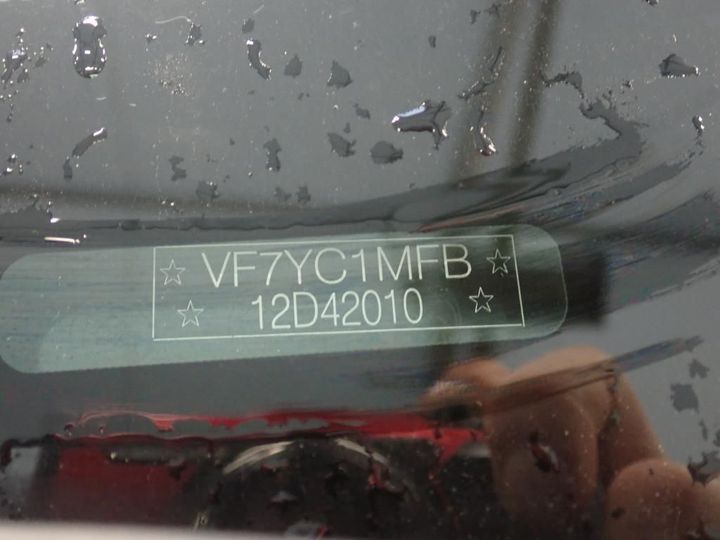 ☆ VF7YC1MFB ☆
☆ 12D42010 ☆